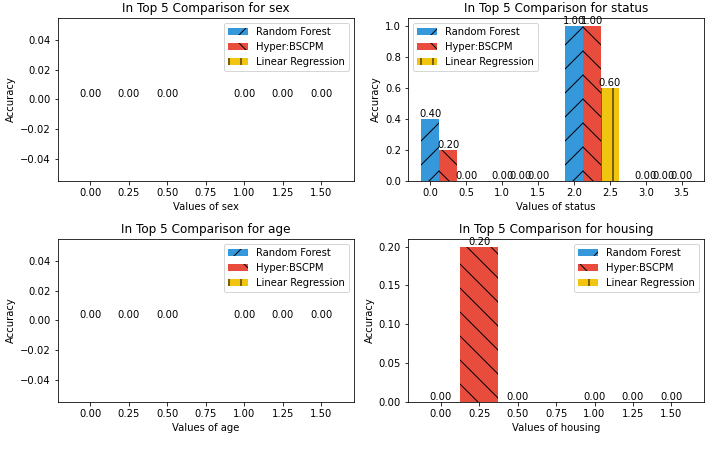 In Top 5 Comparison for sex
Accuracy
0.04
0.02
0.00
−0.02
−0.04
Random Forest
Hyper:BSCPM
Linear Regression
0.00 0.00 0.00 0.00 0.00 0.00
0.00 0.25 0.50 0.75 1.00 1.25 1.50
Values of sex
In Top 5 Comparison for status
Accuracy
1.0
0.8
0.6
0.4
0.2
0.0
Random Forest
Hyper:BSCPM
Linear Regression
0.40 0.20 0.00 0.00 0.00 0.00 1.00 1.00 0.60 0.00 0.00 0.00
0.0 0.5 1.0 1.5 2.0 2.5 3.0 3.5
Values of status
In Top 5 Comparison for age
Accuracy
0.04
0.02
0.00
−0.02
−0.04
Random Forest
Hyper:BSCPM
Linear Regression
0.00 0.00 0.00 0.00 0.00 0.00
0.00 0.25 0.50 0.75 1.00 1.25 1.50
Values of age
In Top 5 Comparison for housing
Accuracy
0.20
0.15
0.10
0.05
0.00
Random Forest
Hyper:BSCPM
Linear Regression
0.00 0.20 0.00 0.00 0.00 0.00
0.00 0.25 0.50 0.75 1.00 1.25 1.50
Values of housing